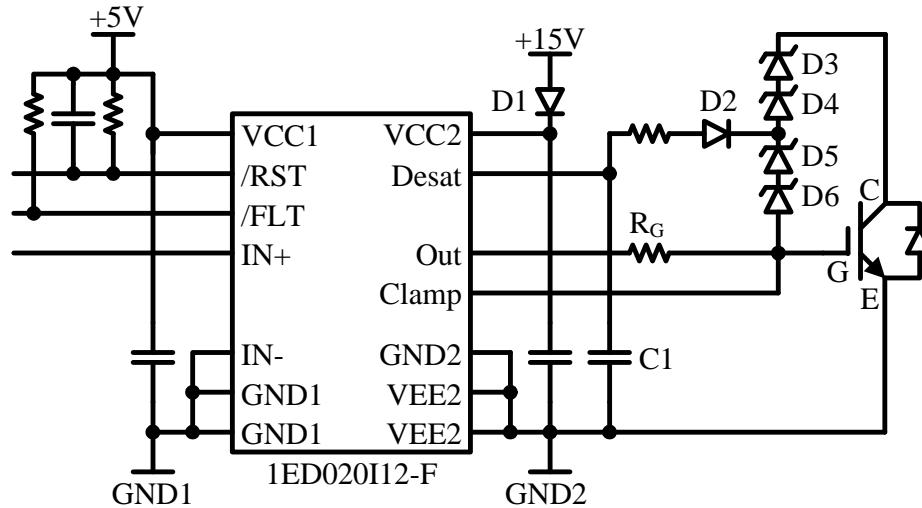 +5V
+15V
D3
D1
D2
D4
VCC1
VCC2
D5
/RST
Desat
D6
C
/FLT
R_G
IN+
Out
G
Clamp
E
IN-
GND2
C1
GND1
VEE2
GND1
VEE2
1ED020I12-F
GND1
GND2